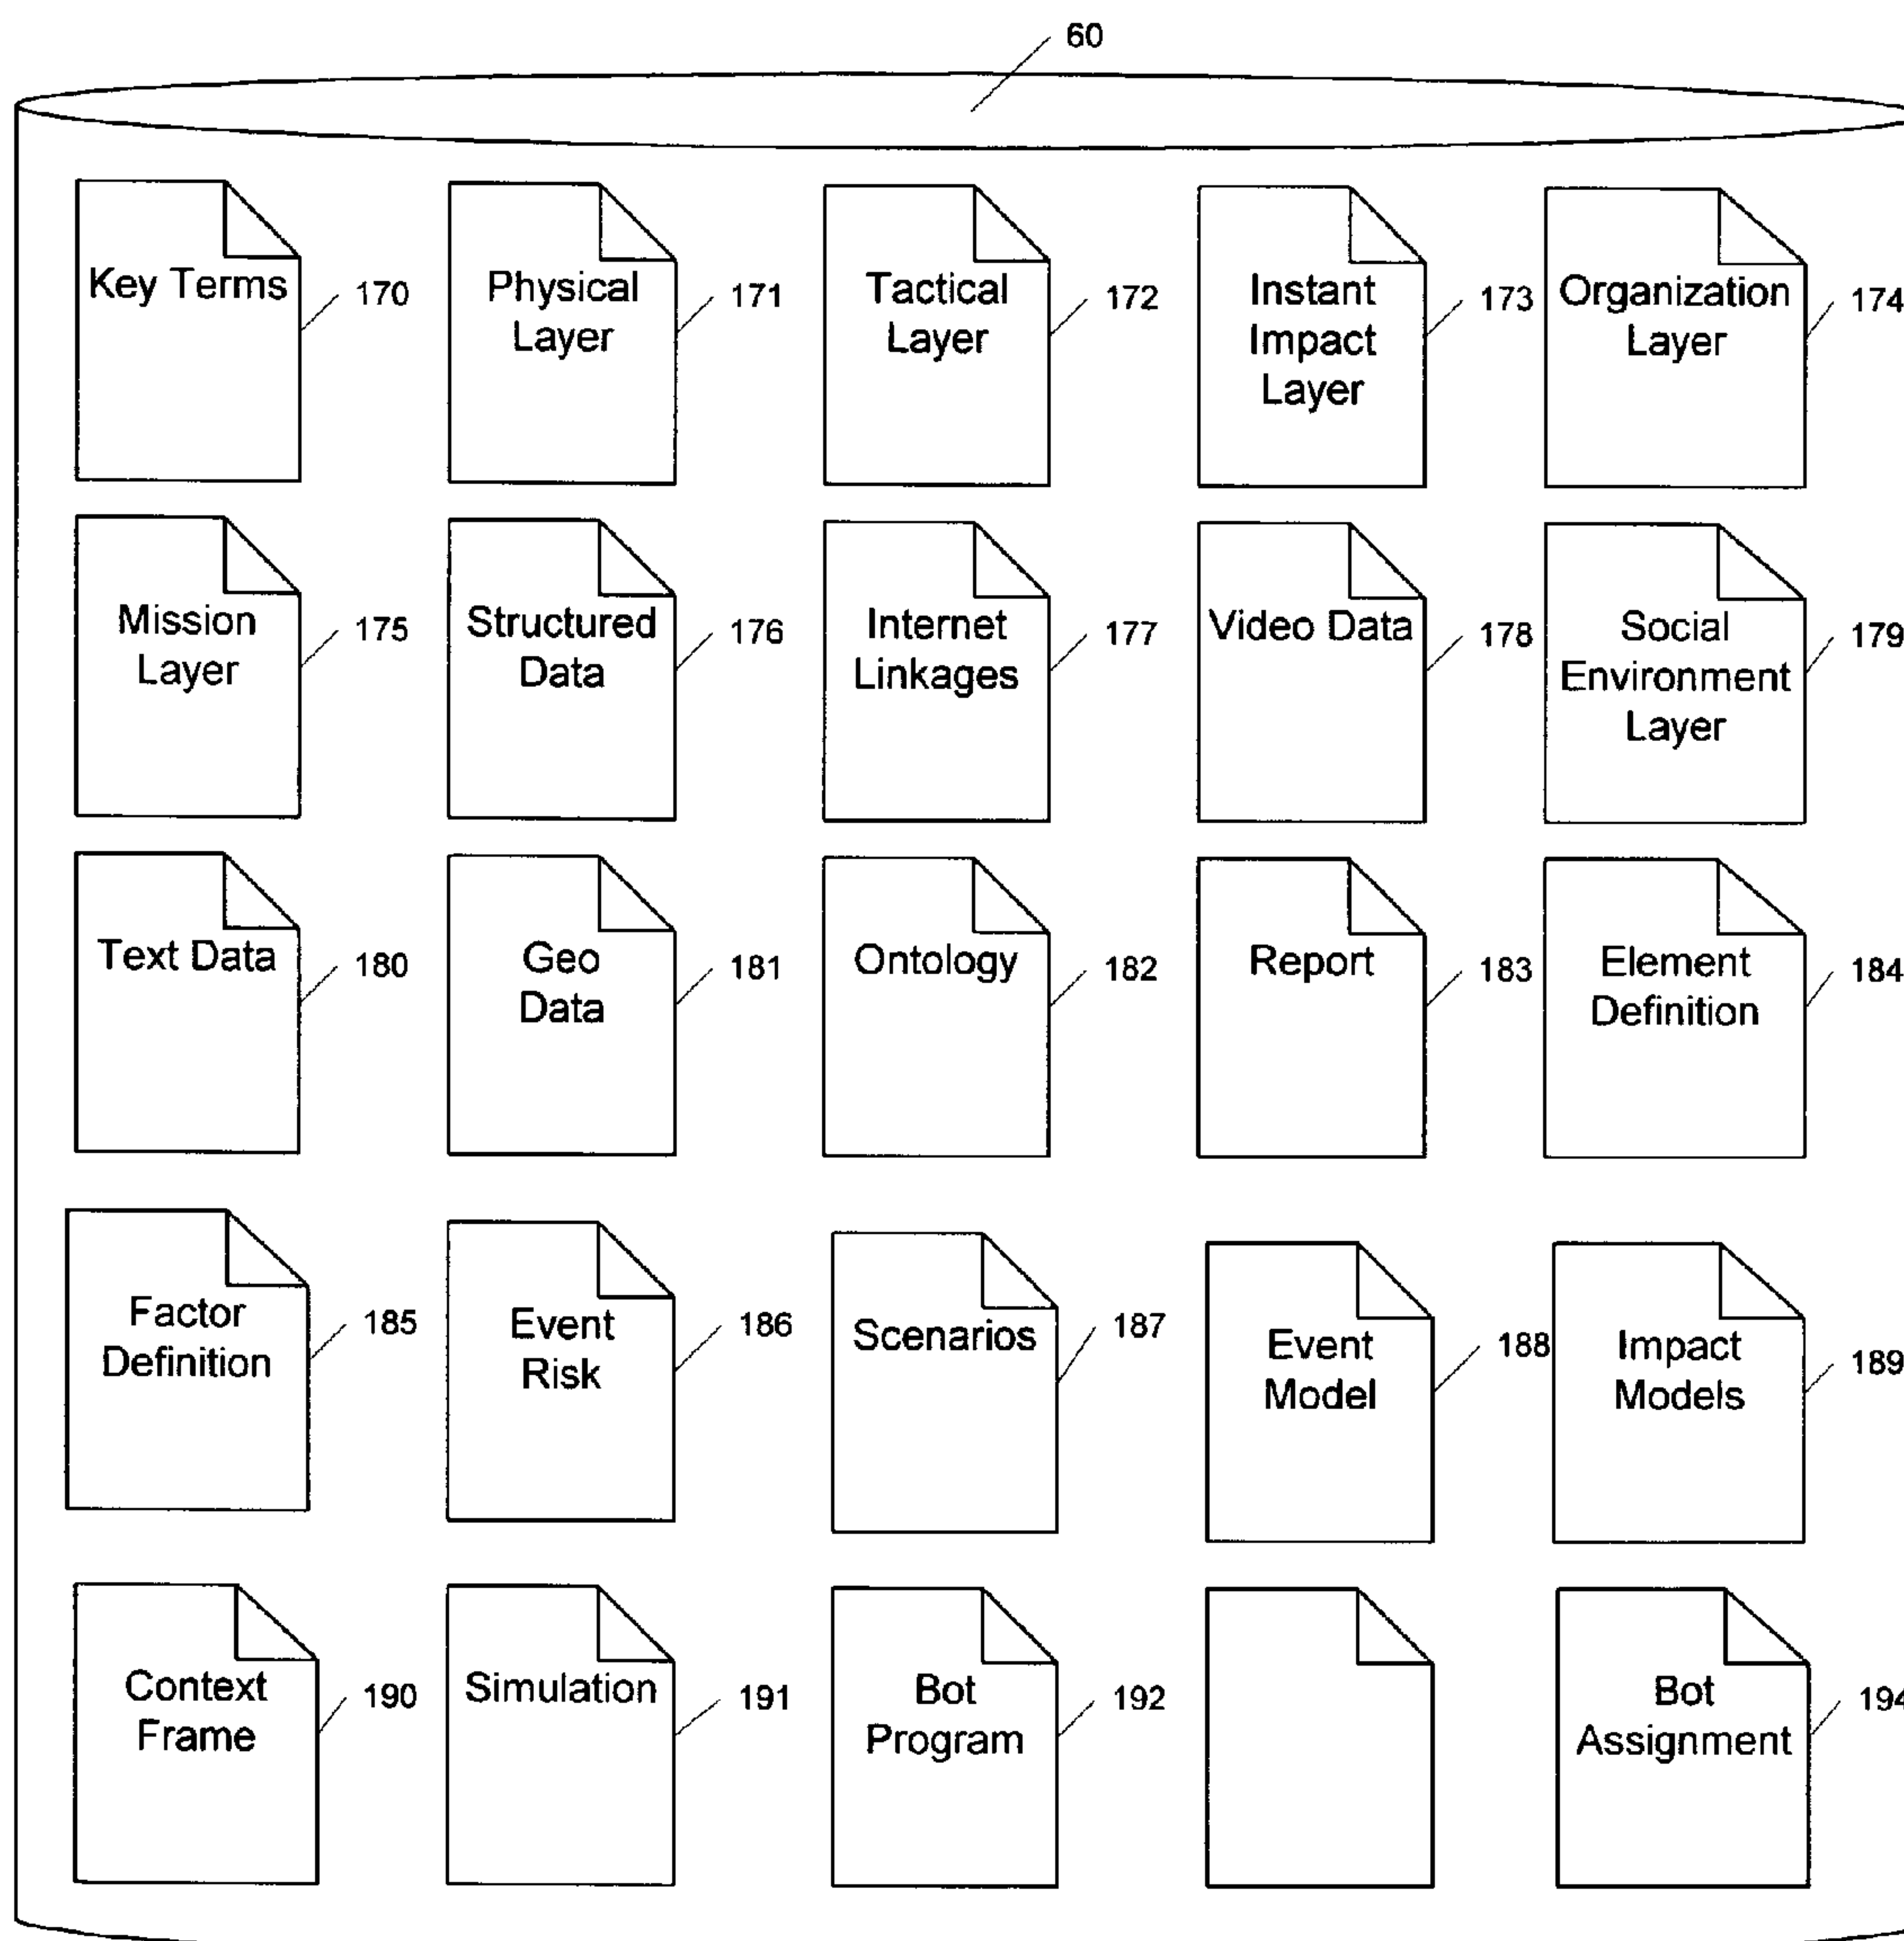 60
Key Terms
170
Physical
Layer
171
Tactical
Layer
172
Instant
Impact
Layer
173
Organization
Layer
174
Mission
Layer
175
Structured
Data
176
Internet
Linkages
177
Video Data
178
Social
Environment
Layer
179
Text Data
180
Geo
Data
181
Ontology
182
Report
183
Element
Definition
184
Factor
Definition
185
Event
Risk
186
Scenarios
187
Event
Model
188
Impact
Models
189
Context
Frame
190
Simulation
191
Bot
Program
192
Bot
Assignment
194